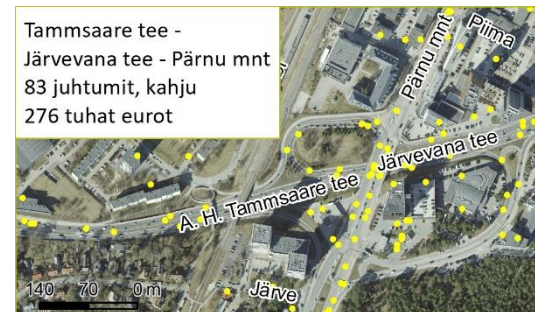 Tammsaare tee -
Järvevana tee - Pärnu mnt
83 juhtumit, kahju
276 tuhat eurot
Pärnu mnt
Piima
Järvevana tee
A. H. Tammsaare tee
Järve
140 70 0 m